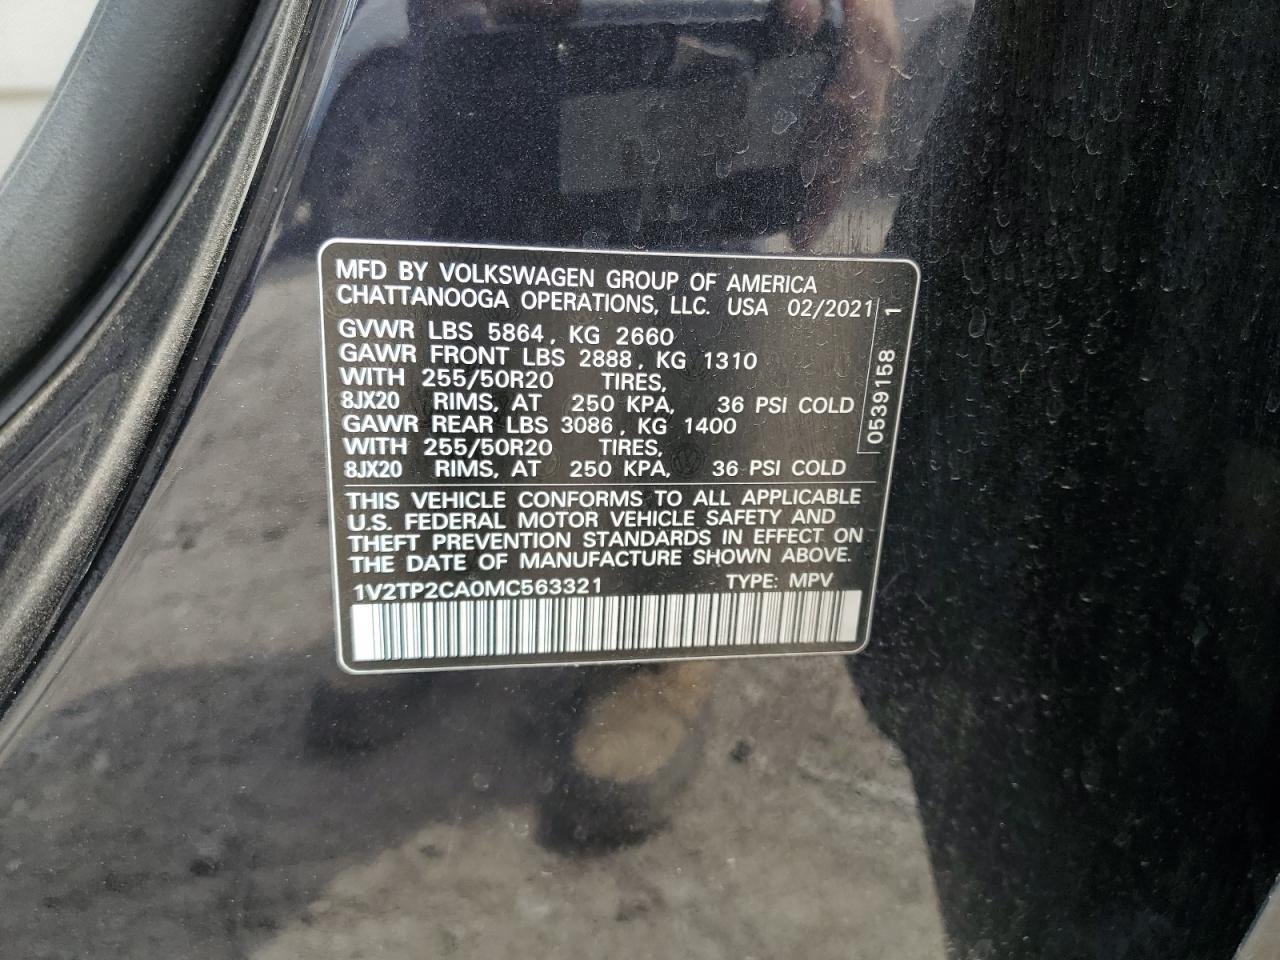 MFD BY VOLKSWAGEN GROUP OF AMERICA
CHATTANOOGA OPERATIONS, LLC. USA 02/2021
GVWR LBS 5864, KG 2660
GAWR FRONT LBS 2888, KG 1310
WITH 255/50R20 TIRES,
8JX20 RIMS, AT 250 KPA, 36 PSI COLD
GAWR REAR LBS 3086, KG 1400
WITH 255/50R20 TIRES,
8JX20 RIMS, AT 250 KPA, 36 PSI COLD
0539158 1
THIS VEHICLE CONFORMS TO ALL APPLICABLE
U.S. FEDERAL MOTOR VEHICLE SAFETY AND
THEFT PREVENTION STANDARDS IN EFFECT ON
THE DATE OF MANUFACTURE SHOWN ABOVE.
1V2TP2CA0MC563321 TYPE: MPV